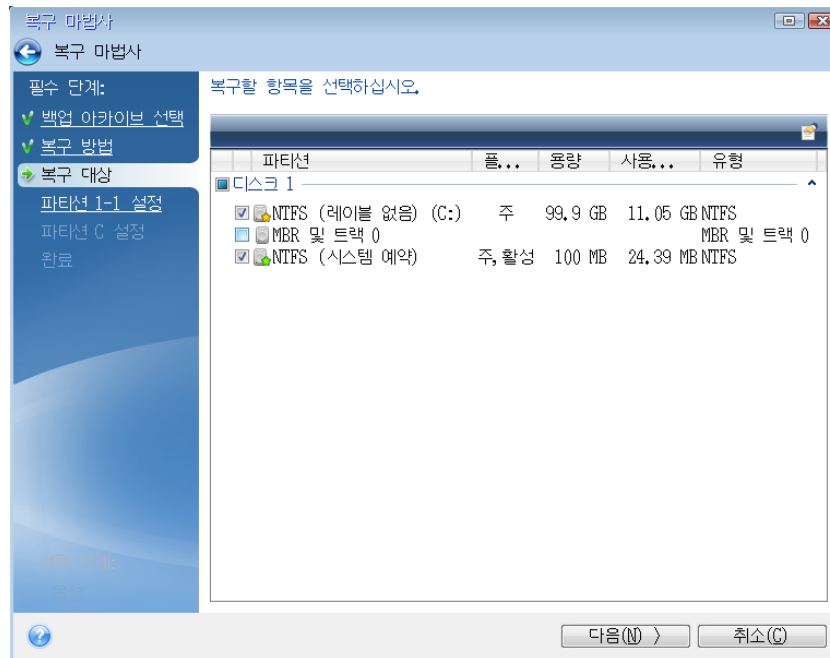 복구 마법사
복구 마법사
필수 단계:
백업 아카이브 선택
복구 방법
복구 대상
파티션 1-1 설정
파티션 C 설정
완료
복구할 항목을 선택하십시오.
파티션 플... 용량 사용... 유형
디스크 1
NTFS (레이블 없음) (C:) 주 99.9 GB 11.05 GB NTFS
MBR 및 트랙 0 MBR 및 트랙 0
NTFS (시스템 예약) 주,활성 100 MB 24.39 MB NTFS
다음(N) > 취소(C)